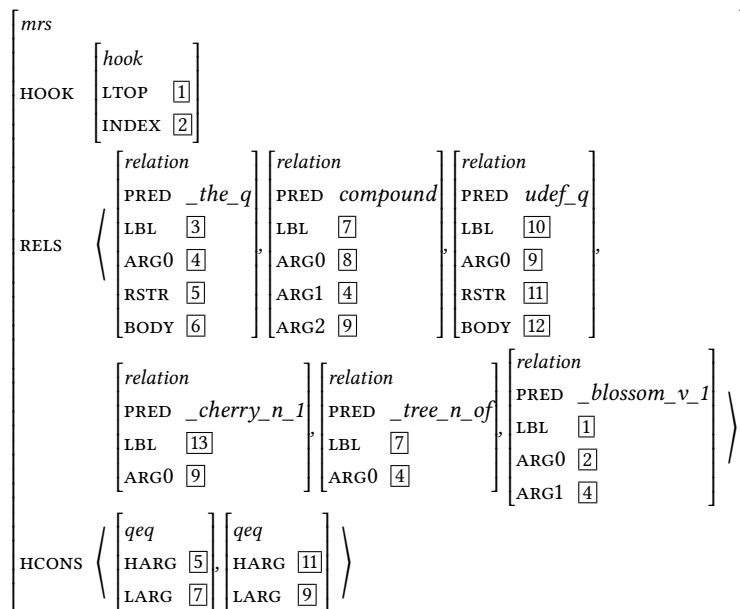 mrs
HOOK hook
LTOP 1
INDEX 2
RELS ⟨ relation
PRED _the_q
LBL 3
ARG0 4
RSTR 5
BODY 6
, relation
PRED compound
LBL 7
ARG0 8
ARG1 4
ARG2 9
, relation
PRED udef_q
LBL 10
ARG0 9
RSTR 11
BODY 12
,
relation
PRED _cherry_n_1
LBL 13
ARG0 9
, relation
PRED _tree_n_of
LBL 7
ARG0 4
, relation
PRED _blossom_v_1
LBL 1
ARG0 2
ARG1 4
⟩
HCONS ⟨ qeq
HARG 5
LARG 7
, qeq
HARG 11
LARG 9
⟩